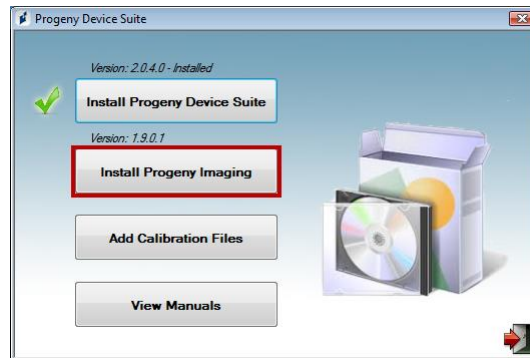 Progeny Device Suite
Version: 2.0.4.0 - Installed
Install Progeny Device Suite
Version: 1.9.0.1
Install Progeny Imaging
Add Calibration Files
View Manuals